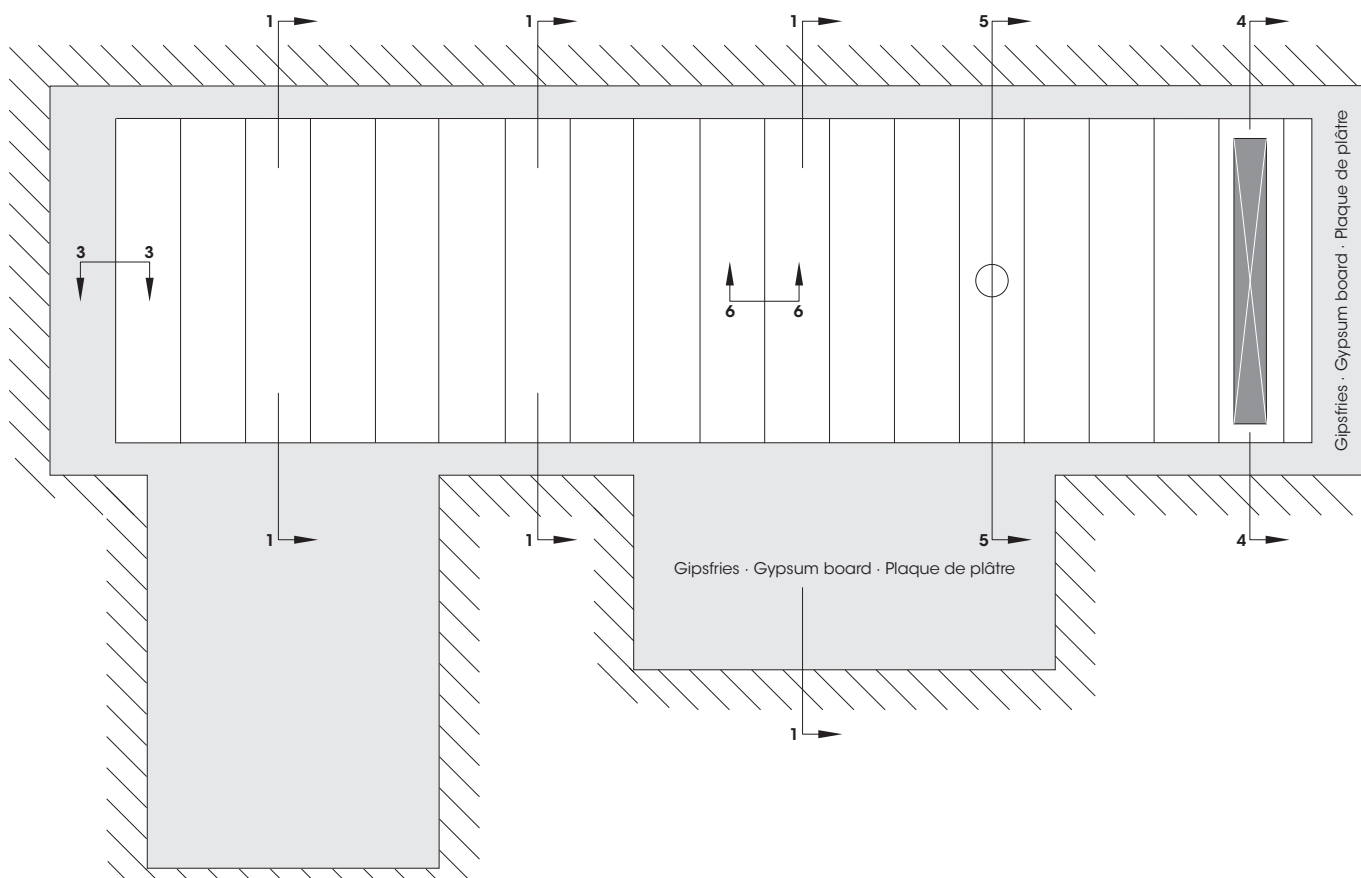 1 1 1 5 4
Gipsfries · Gypsum board · Plaque de plâtre
3 3
6 6
1 1 5 4
Gipsfries · Gypsum board · Plaque de plâtre
1